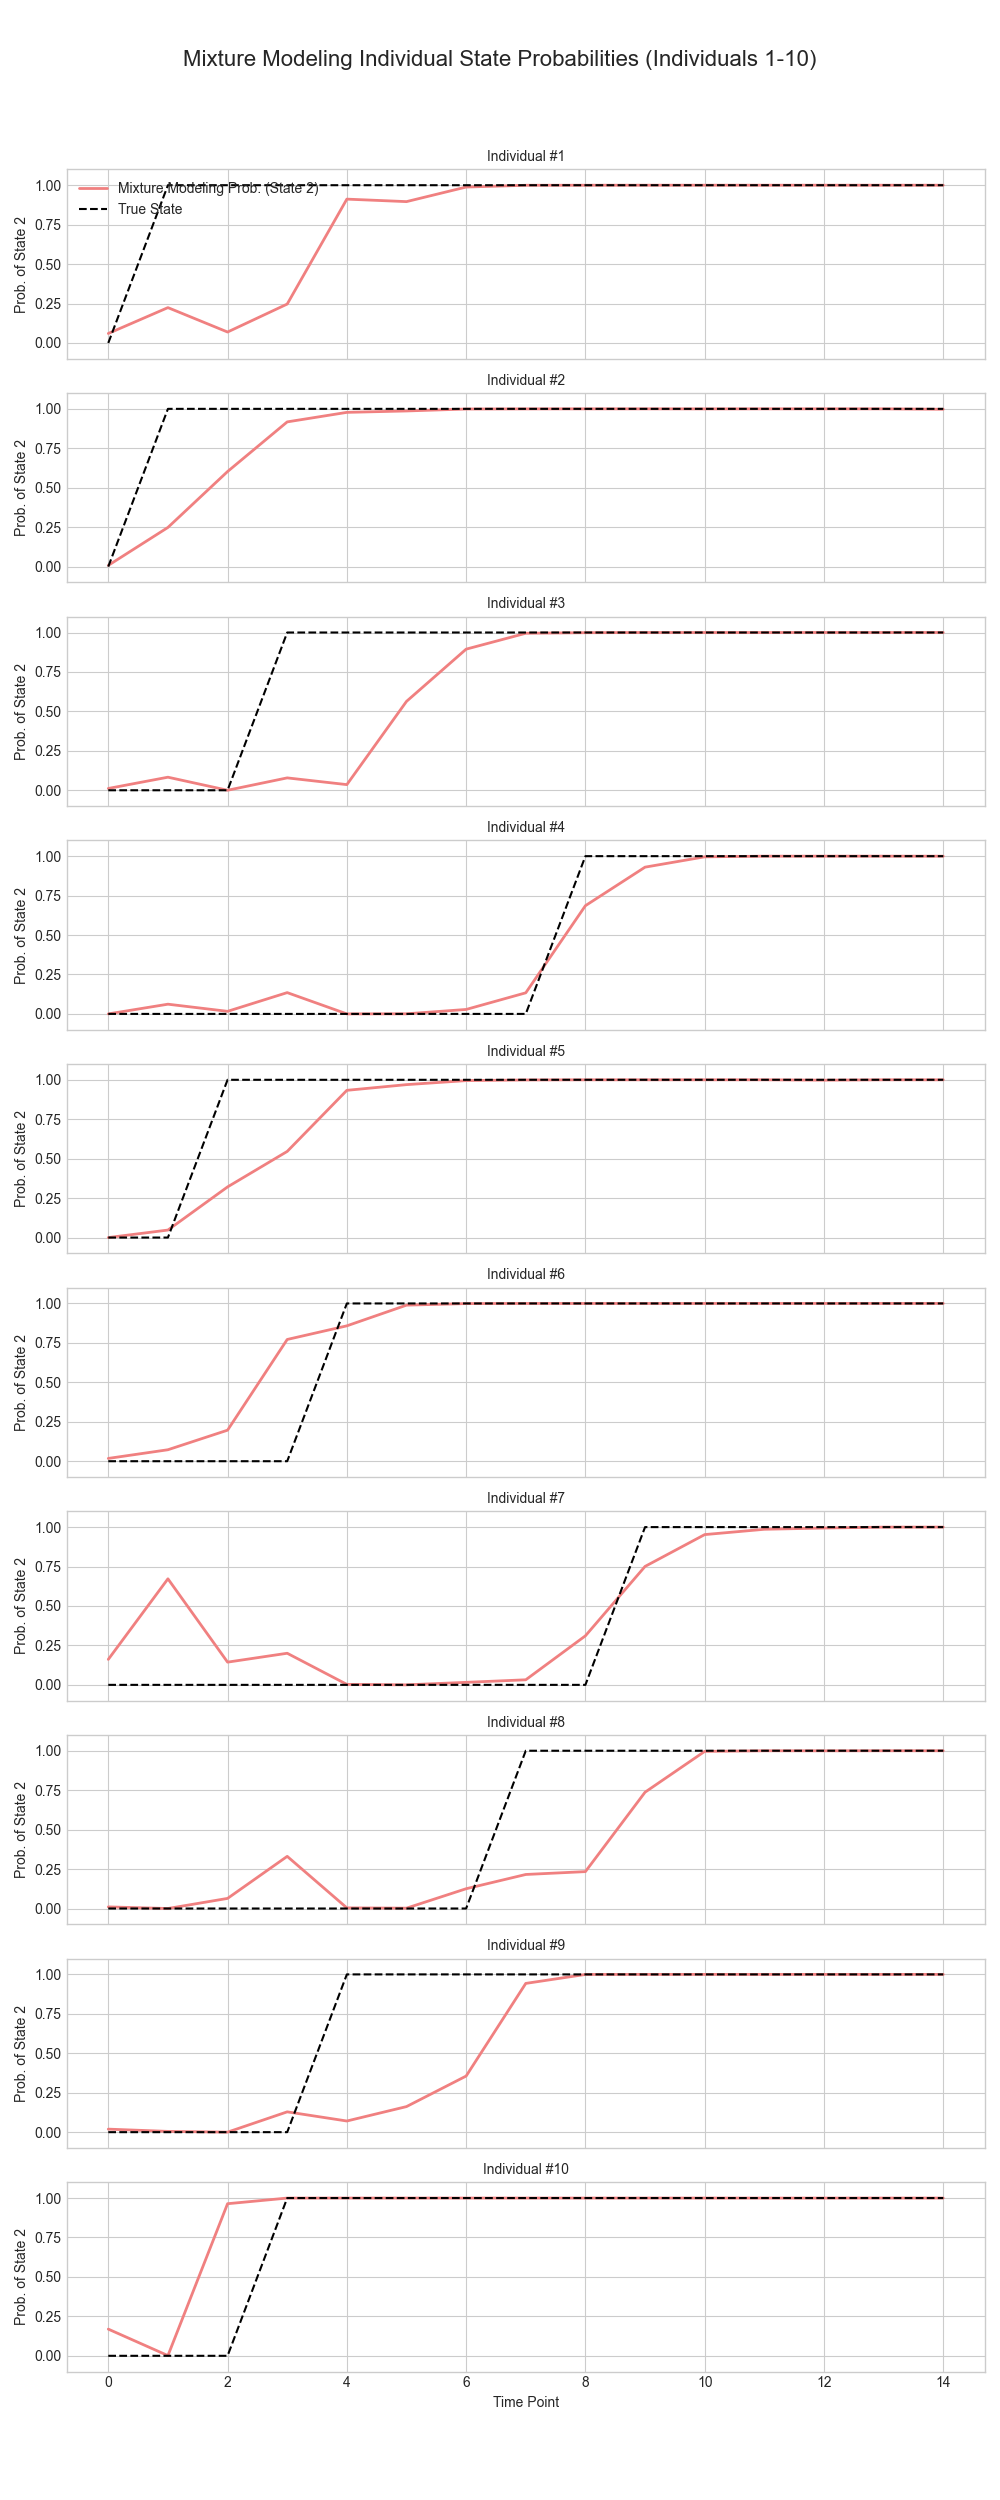 Mixture Modeling Individual State Probabilities (Individuals 1-10)
Individual #1
Mixture Modeling Prob. (State 2)
True State
Prob. of State 2
1.00
0.75
0.50
0.25
0.00
Individual #2
Prob. of State 2
1.00
0.75
0.50
0.25
0.00
Individual #3
Prob. of State 2
1.00
0.75
0.50
0.25
0.00
Individual #4
Prob. of State 2
1.00
0.75
0.50
0.25
0.00
Individual #5
Prob. of State 2
1.00
0.75
0.50
0.25
0.00
Individual #6
Prob. of State 2
1.00
0.75
0.50
0.25
0.00
Individual #7
Prob. of State 2
1.00
0.75
0.50
0.25
0.00
Individual #8
Prob. of State 2
1.00
0.75
0.50
0.25
0.00
Individual #9
Prob. of State 2
1.00
0.75
0.50
0.25
0.00
Individual #10
Prob. of State 2
1.00
0.75
0.50
0.25
0.00
0 2 4 6 8 10 12 14
Time Point